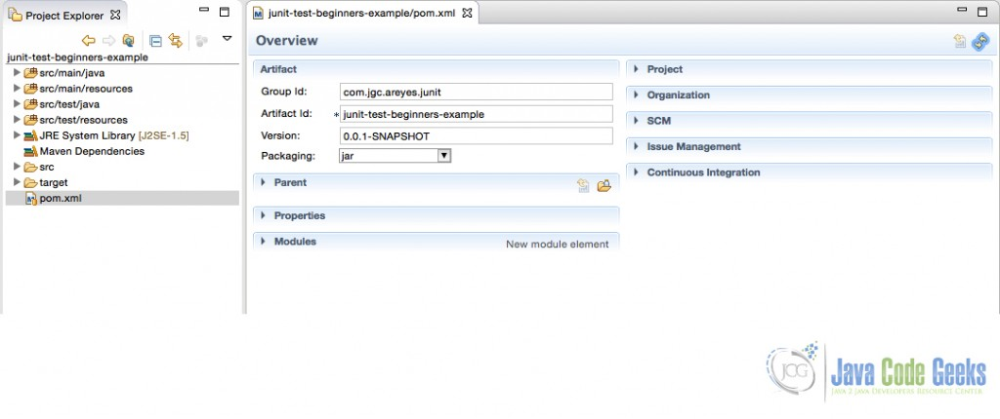 Project Explorer
junit-test-beginners-example
src/main/java
src/main/resources
src/test/java
src/test/resources
JRE System Library [J2SE-1.5]
Maven Dependencies
src
target
pom.xml
junit-test-beginners-example/pom.xml
Overview
Artifact
Group Id: com.jgc.areyes.junit
Artifact Id: junit-test-beginners-example
Version: 0.0.1-SNAPSHOT
Packaging: jar
Parent
Properties
Modules New module element
Project
Organization
SCM
Issue Management
Continuous Integration
JCG
Java Code Geeks
Java 2 Java Developers Resource Center